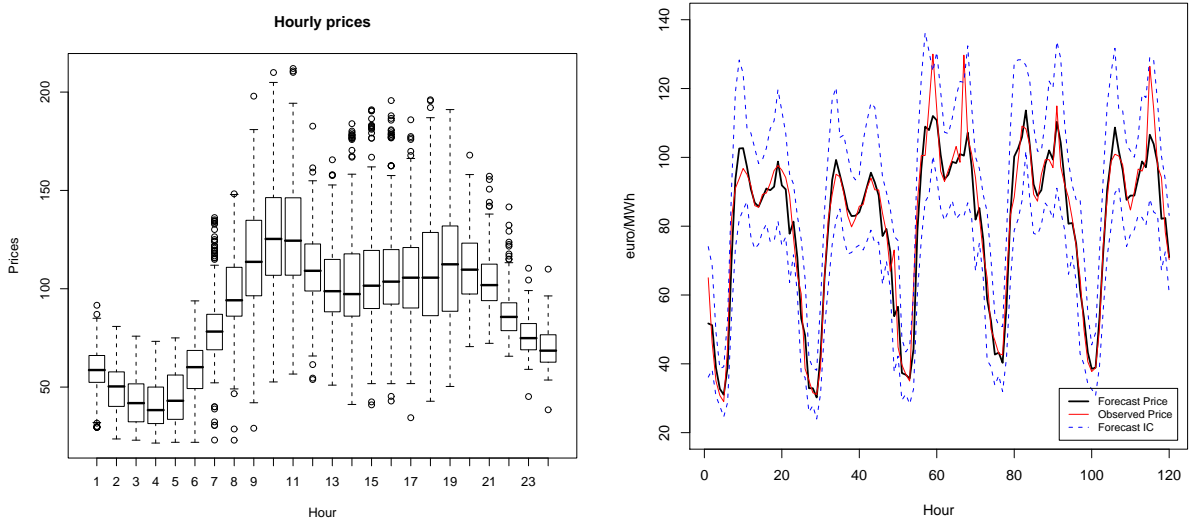 Hourly prices
Prices
50 100 150 200
1 2 3 4 5 6 7 8 9 11 13 15 17 19 21 23
Hour
euro/MWh
20 40 60 80 100 120 140
Forecast Price
Observed Price
Forecast IC
0 20 40 60 80 100 120
Hour